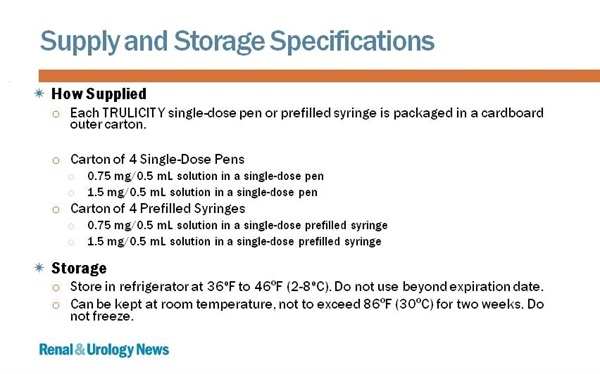 Supply and Storage Specifications
How Supplied
Each TRULICITY single-dose pen or prefilled syringe is packaged in a cardboard
outer carton.
Carton of 4 Single-Dose Pens
0.75 mg/0.5 mL solution in a single-dose pen
1.5 mg/0.5 mL solution in a single-dose pen
Carton of 4 Prefilled Syringes
0.75 mg/0.5 mL solution in a single-dose prefilled syringe
1.5 mg/0.5 mL solution in a single-dose prefilled syringe
Storage
Store in refrigerator at 36°F to 46°F (2-8°C). Do not use beyond expiration date.
Can be kept at room temperature, not to exceed 86ºF (30ºC) for two weeks. Do
not freeze.
Renal&Urology News